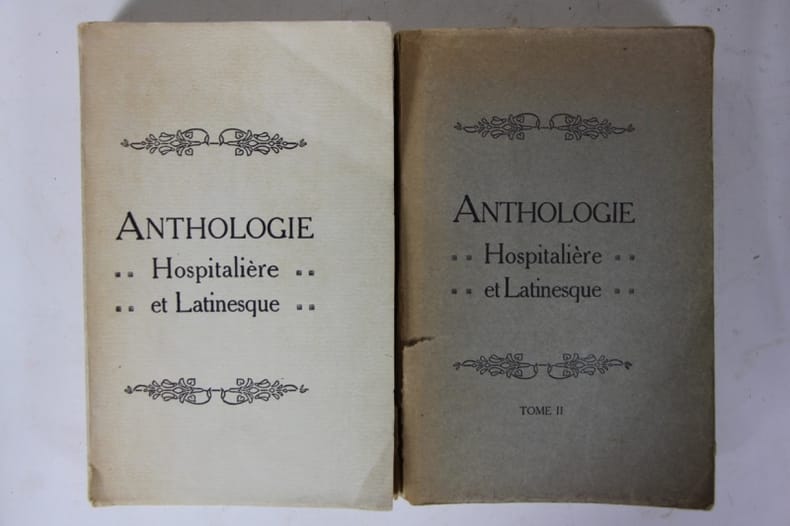 ANTHOLOGIE
Hospitalière
et Latinesque
ANTHOLOGIE
Hospitalière
et Latinesque
TOME II